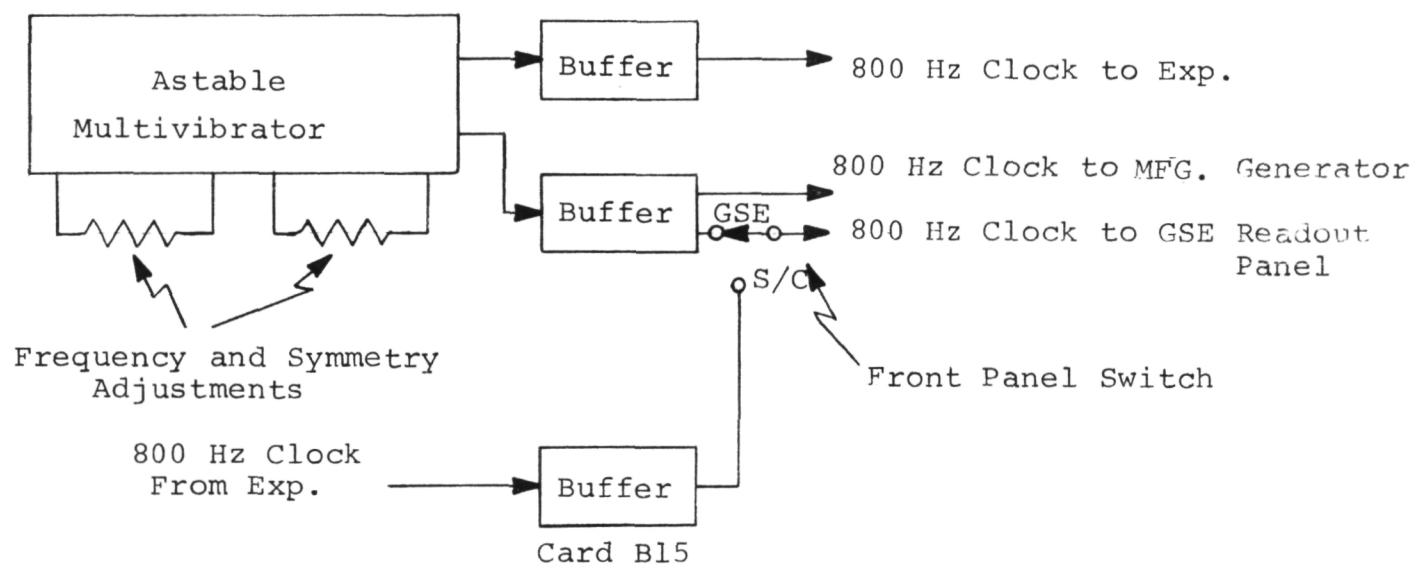 Astable
Multivibrator
Buffer
800 Hz Clock to Exp.
800 Hz Clock to MFG. Generator
Buffer
GSE
800 Hz Clock to GSE Readout
Panel
S/C
Frequency and Symmetry
Adjustments
Front Panel Switch
800 Hz Clock
From Exp.
Buffer
Card B15